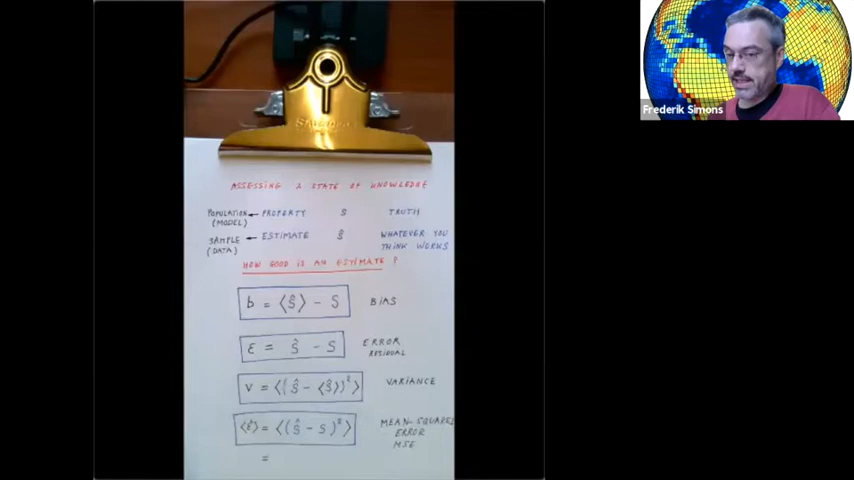 Frederik Simons
ASSESSING A STATE OF KNOWLEDGE
POPULATION ← PROPERTY S TRUTH
(MODEL)
SAMPLE ← ESTIMATE ŝ WHATEVER YOU
(DATA) THINK WORKS
HOW GOOD IS AN ESTIMATE ?
b = ⟨ŝ⟩ - S BIAS
ε = ŝ - S ERROR
RESIDUAL
v = ⟨(ŝ - ⟨ŝ⟩)²⟩ VARIANCE
⟨ε²⟩ = ⟨(ŝ - S)²⟩ MEAN-SQUARED
ERROR
MSE
=